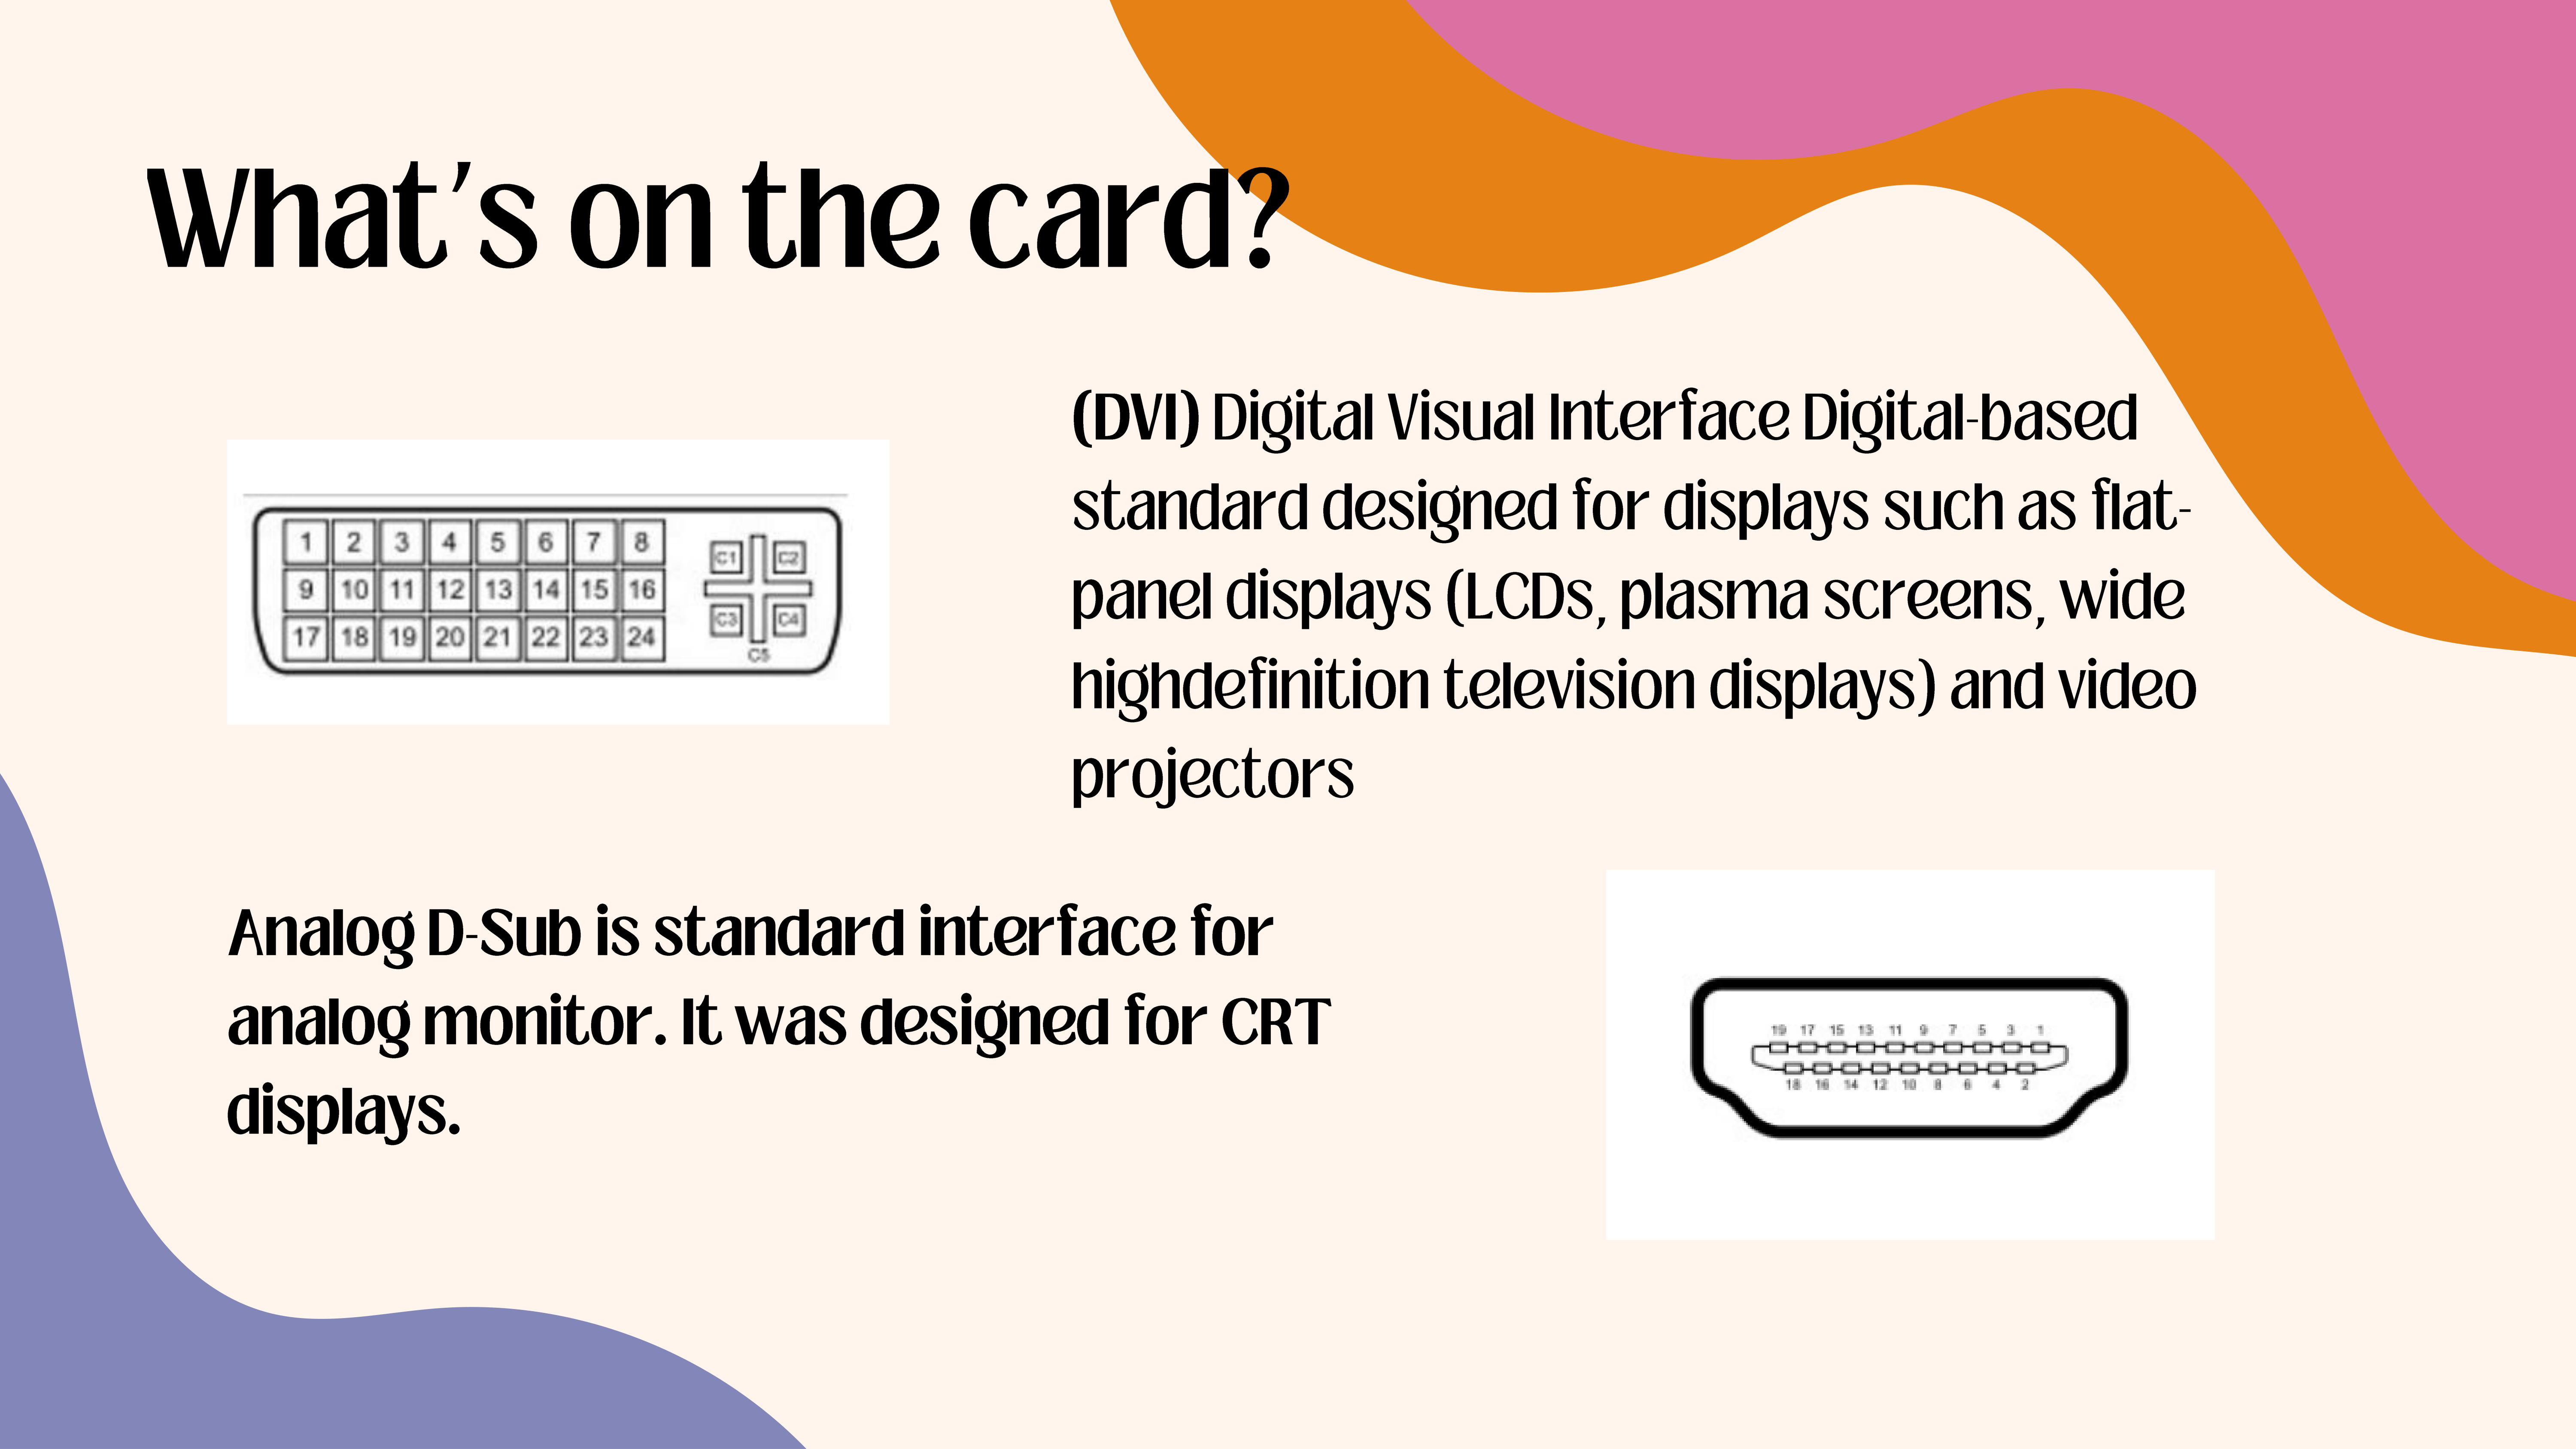 What's on the card?
(DVI) Digital Visual Interface Digital-based
standard designed for displays such as flat-
panel displays (LCDs, plasma screens, wide
highdefinition television displays) and video
projectors
1 2 3 4 5 6 7 8
9 10 11 12 13 14 15 16
17 18 19 20 21 22 23 24
C1 C2
C3 C4
C5
Analog D-Sub is standard interface for
analog monitor. It was designed for CRT
displays.
19 17 15 13 11 9 7 5 3 1
18 16 14 12 10 8 6 4 2